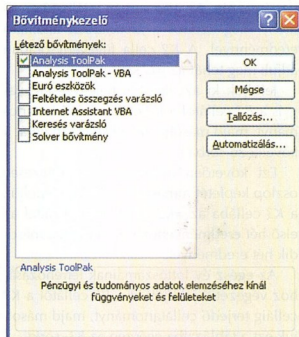 Bővítménykezelő
Létező bővítmények:
Analysis ToolPak
Analysis ToolPak - VBA
Euró eszközök
Feltételes összegzés varázsló
Internet Assistant VBA
Keresés varázsló
Solver bővítmény
OK
Mégse
Tallózás...
Automatizálás...
Analysis ToolPak
Pénzügyi és tudományos adatok elemzéséhez kínál
függvényeket és felületeket